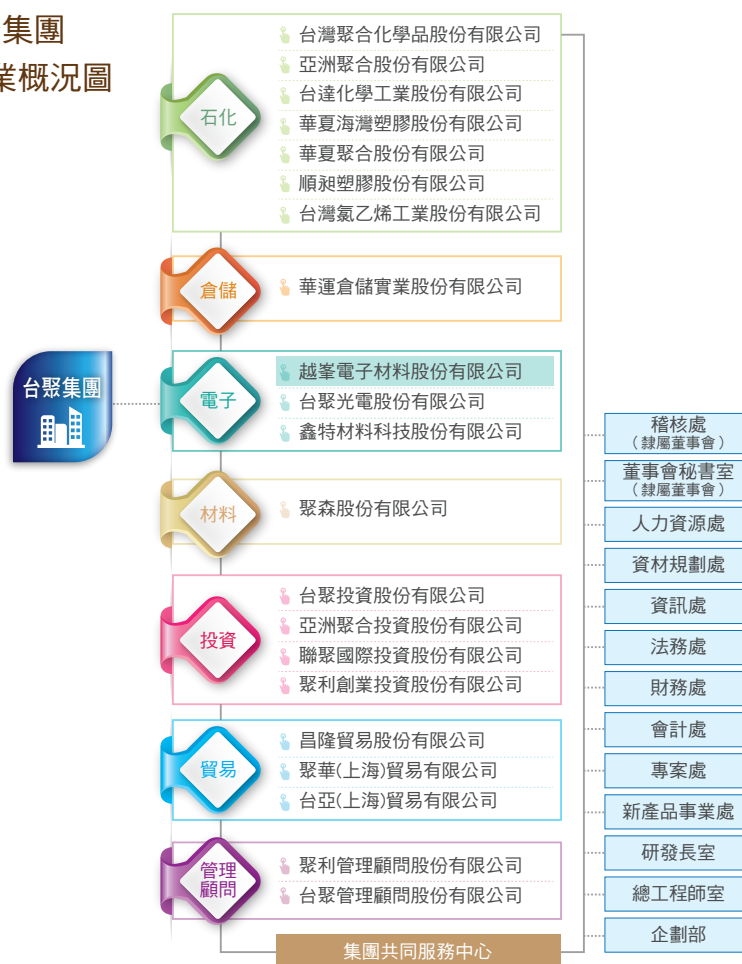 集團
業概況圖
台聚集團
石化
台灣聚合化學品股份有限公司
亞洲聚合股份有限公司
台達化學工業股份有限公司
華夏海灣塑膠股份有限公司
華夏聚合股份有限公司
順昶塑膠股份有限公司
台灣氯乙烯工業股份有限公司
倉儲
華運倉儲實業股份有限公司
電子
越峯電子材料股份有限公司
台聚光電股份有限公司
鑫特材料科技股份有限公司
材料
聚森股份有限公司
投資
台聚投資股份有限公司
亞洲聚合投資股份有限公司
聯聚國際投資股份有限公司
聚利創業投資股份有限公司
貿易
昌隆貿易股份有限公司
聚華(上海)貿易有限公司
台亞(上海)貿易有限公司
管理
顧問
聚利管理顧問股份有限公司
台聚管理顧問股份有限公司
集團共同服務中心
稽核處
（隸屬董事會）
董事會秘書室
（隸屬董事會）
人力資源處
資材規劃處
資訊處
法務處
財務處
會計處
專案處
新產品事業處
研發長室
總工程師室
企劃部